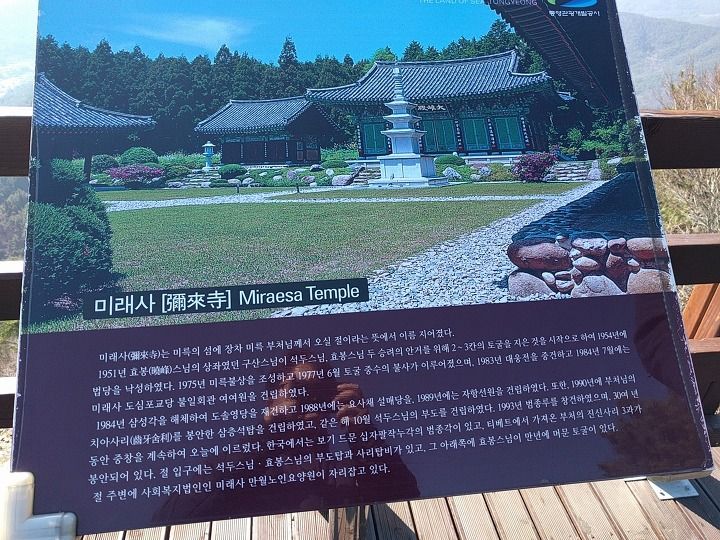 THE LAND OF SEA, TONGYEONG
통영관광개발공사
미래사 [彌來寺] Miraesa Temple
미래사(彌來寺)는 미륵의 섬에 장차 미륵 부처님께서 오실 절이라는 뜻에서 이름 지어졌다.
1951년 효봉(曉峰)스님의 상좌였던 구산스님이 석두스님, 효봉스님 두 승려의 안거를 위해 2~3칸의 토굴을 지은 것을 시작으로 하여 1954년에
법당을 낙성하였다. 1975년 미륵불상을 조성하고 1977년 6월 토굴 중수의 불사가 이루어졌으며, 1983년 대웅전을 중건하고 1984년 7월에는
미래사 도심포교당 불일회관 여여원을 건립하였다.
1984년 삼성각을 해체하여 도솔영당을 재건하고 1988년에는 요사채 설매당을, 1989년에는 자항선원을 건립하였다. 또한, 1990년에 부처님의
치아사리(齒牙舍利)를 봉안한 삼층석탑을 건립하였고, 같은 해 10월 석두스님의 부도를 건립하였다. 1993년 범종루를 창건하였으며, 30여 년
동안 중창을 계속하여 오늘에 이르렀다. 한국에서는 보기 드문 십자팔작누각의 범종각이 있고, 티베트에서 가져온 부처의 진신사리 3과가
봉안되어 있다. 절 입구에는 석두스님 · 효봉스님의 부도탑과 사리탑비가 있고, 그 아래쪽에 효봉스님이 만년에 머문 토굴이 있다.
절 주변에 사회복지법인인 미래사 만월노인요양원이 자리잡고 있다.